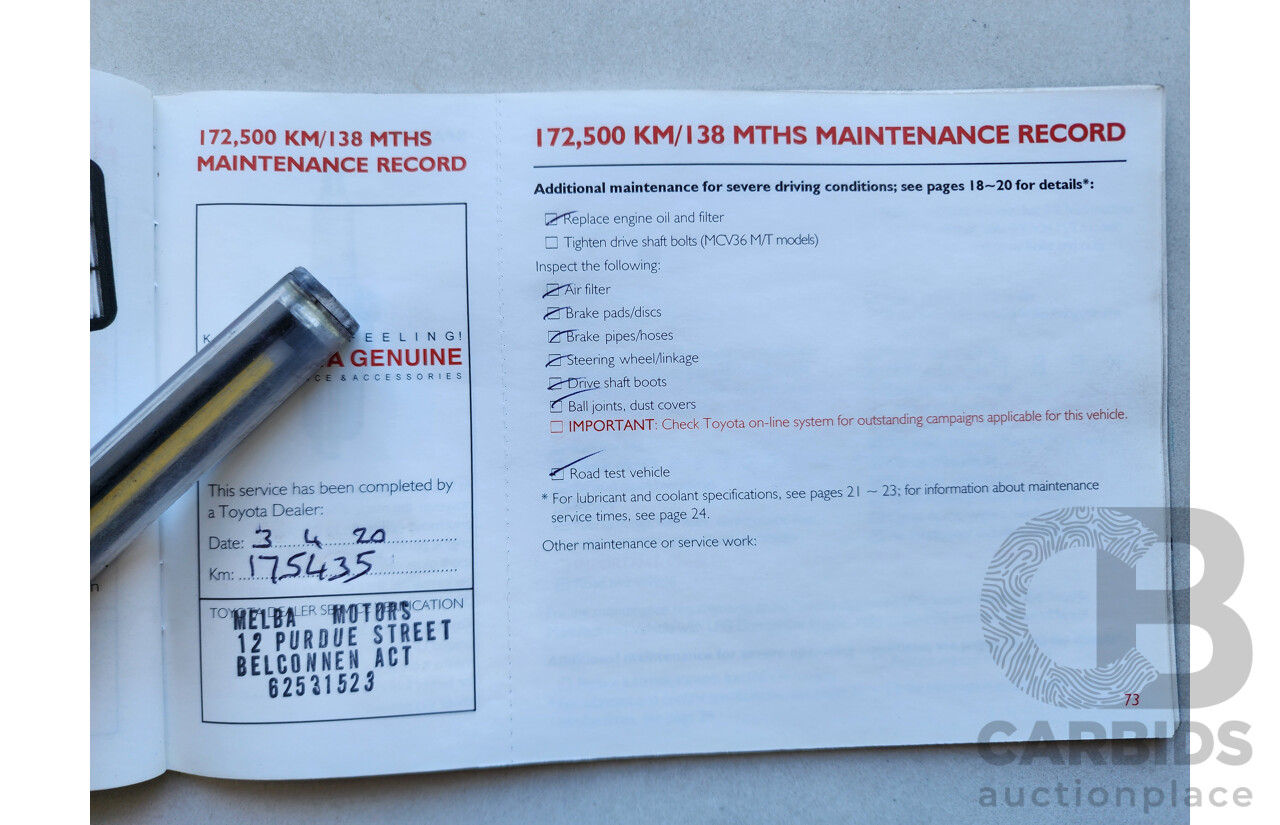 172,500 KM/138 MTHS
MAINTENANCE RECORD
K EELING!
A GENUINE
CE & ACCESSORIES
This service has been completed by
a Toyota Dealer:
Date: 3 4 20
Km: 175435
TOYOTA DEALER SERVICE VERIFICATION
MELBA MOTORS
12 PURDUE STREET
BELCONNEN ACT
62531523
172,500 KM/138 MTHS MAINTENANCE RECORD
Additional maintenance for severe driving conditions; see pages 18~20 for details*:
Replace engine oil and filter
Tighten drive shaft bolts (MCV36 M/T models)
Inspect the following:
Air filter
Brake pads/discs
Brake pipes/hoses
Steering wheel/linkage
Drive shaft boots
Ball joints, dust covers
IMPORTANT: Check Toyota on-line system for outstanding campaigns applicable for this vehicle.
Road test vehicle
* For lubricant and coolant specifications, see pages 21 ~ 23; for information about maintenance
service times, see page 24.
Other maintenance or service work:
73
n
CB
CARBIDS
auctionplace